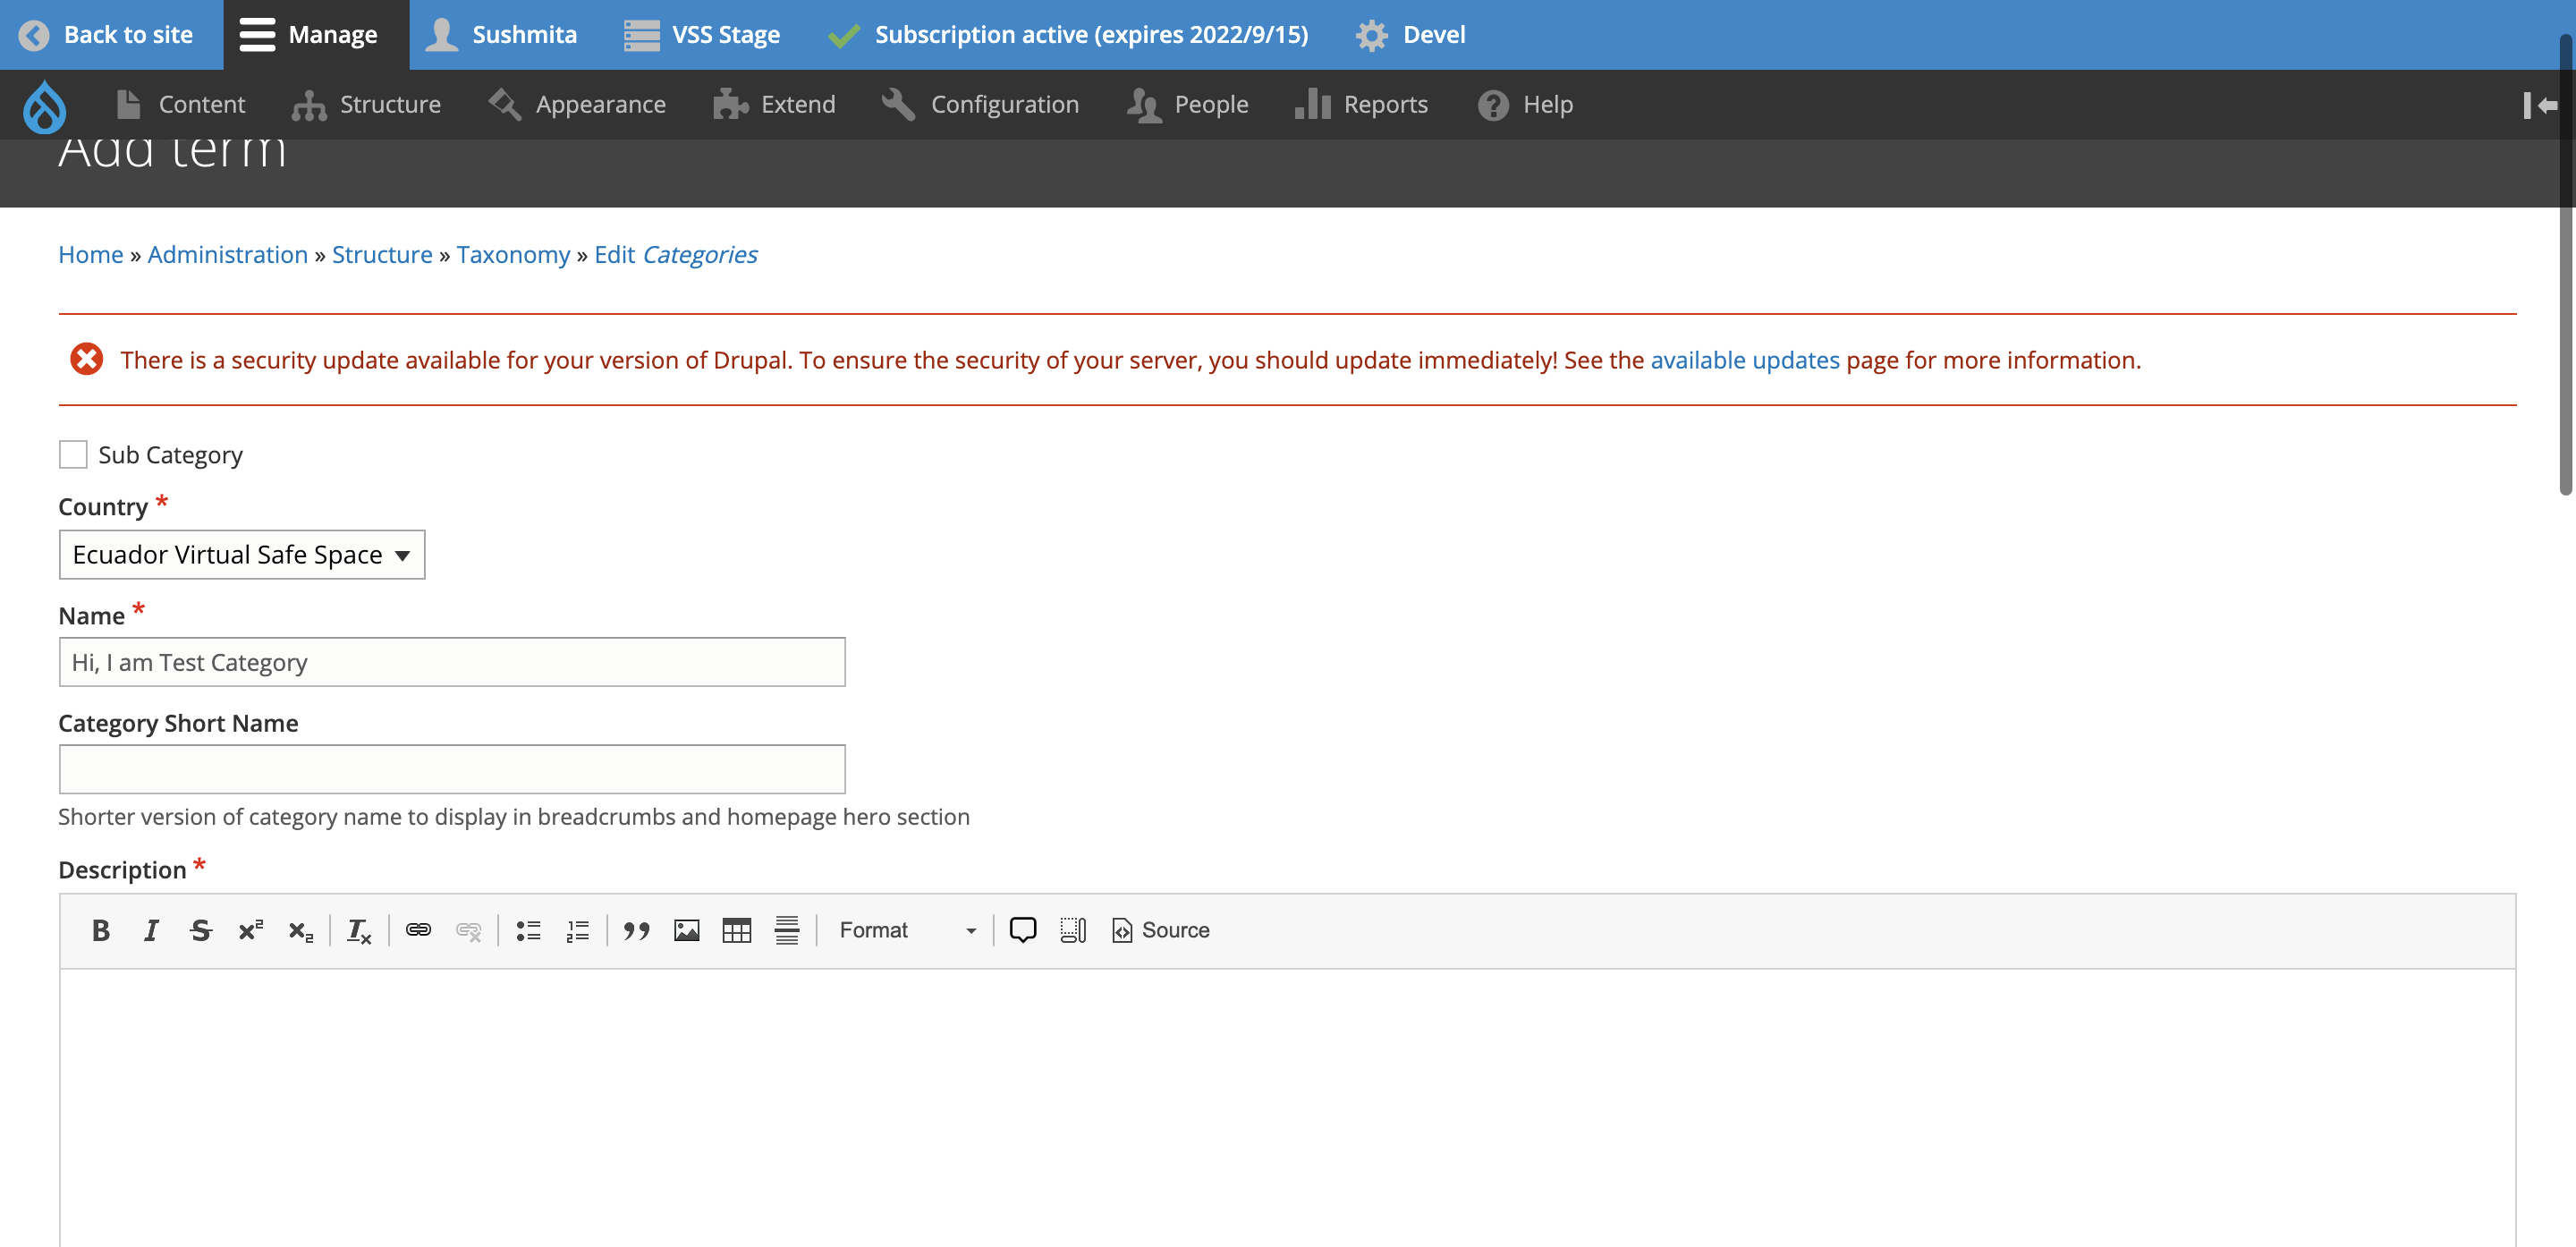 Back to site Manage Sushmita VSS Stage Subscription active (expires 2022/9/15) Devel
Content Structure Appearance Extend Configuration People Reports Help
Add term
Home » Administration » Structure » Taxonomy » Edit Categories
There is a security update available for your version of Drupal. To ensure the security of your server, you should update immediately! See the available updates page for more information.
Sub Category
Country *
Ecuador Virtual Safe Space
Name *
Hi, I am Test Category
Category Short Name
Shorter version of category name to display in breadcrumbs and homepage hero section
Description *
Format Source